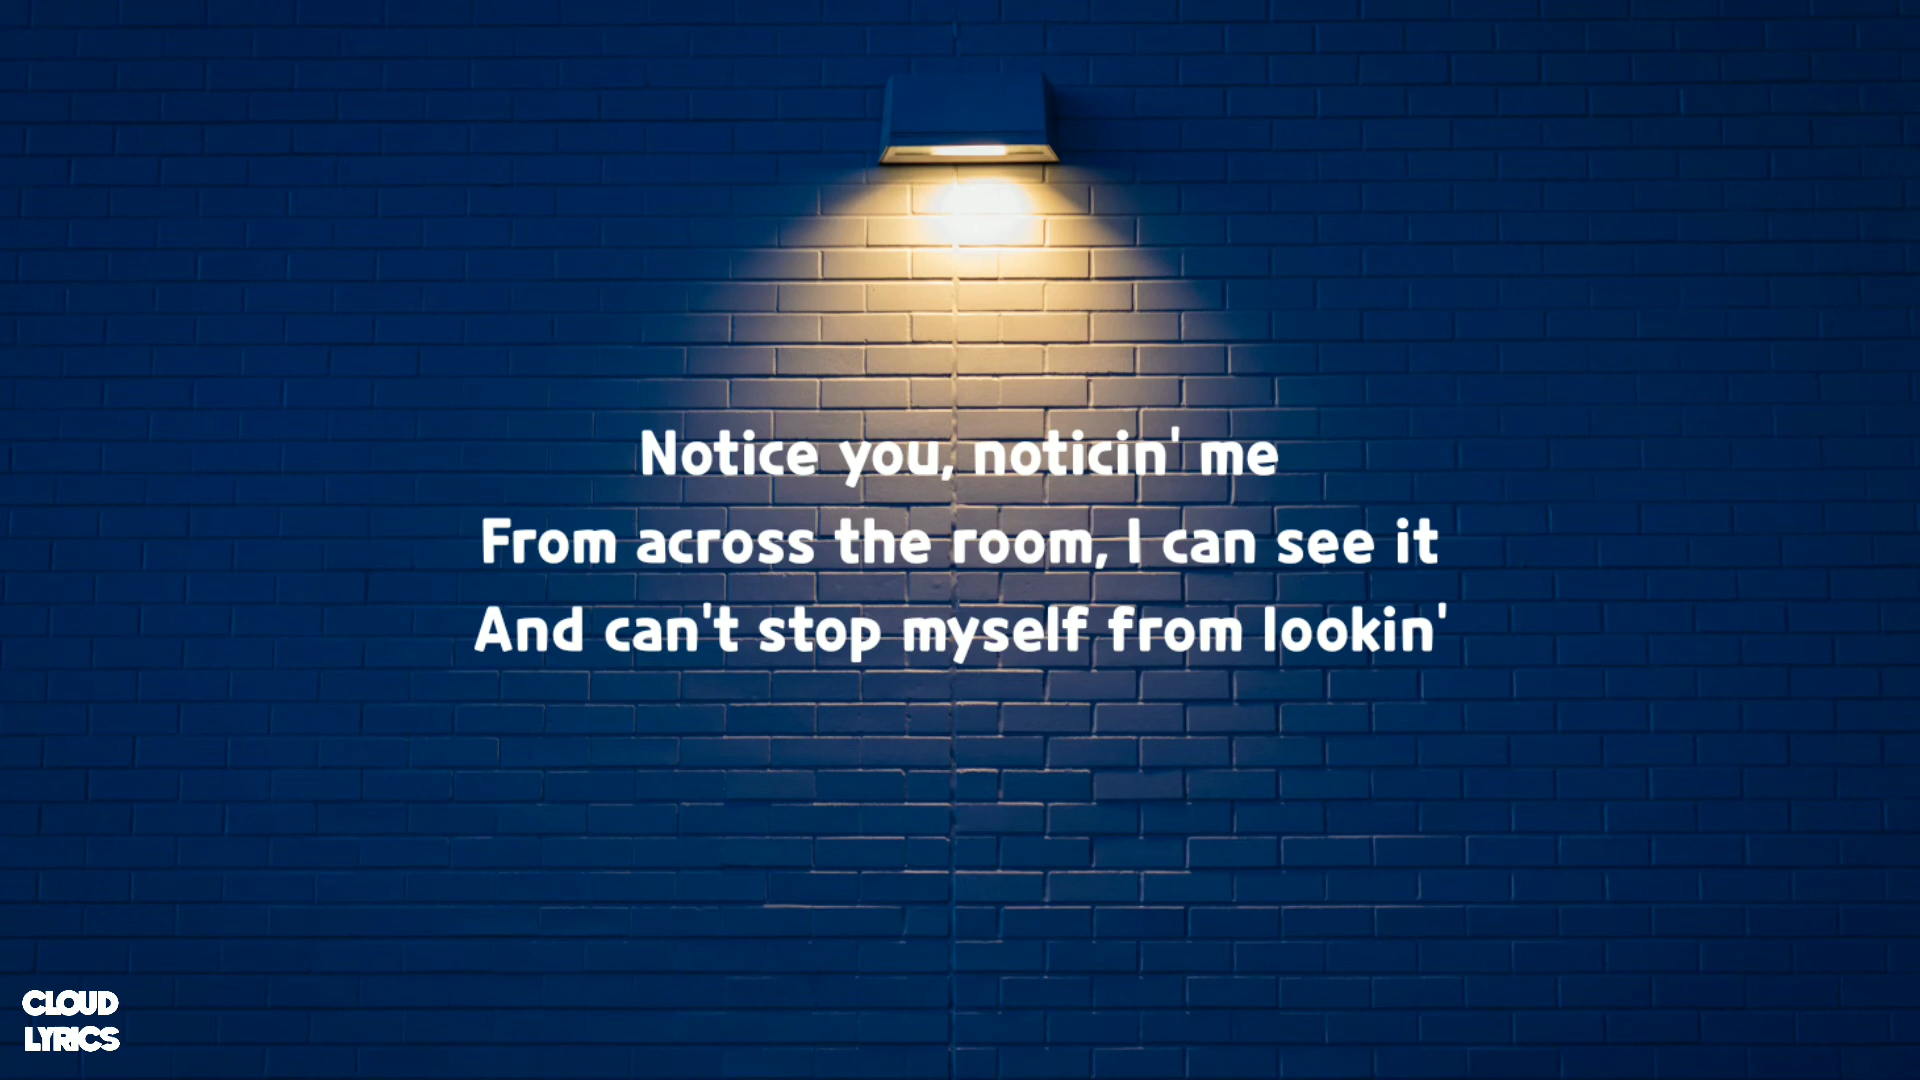 Notice you, noticin' me
From across the room, I can see it
And can't stop myself from lookin'
CLOUD
LYRICS